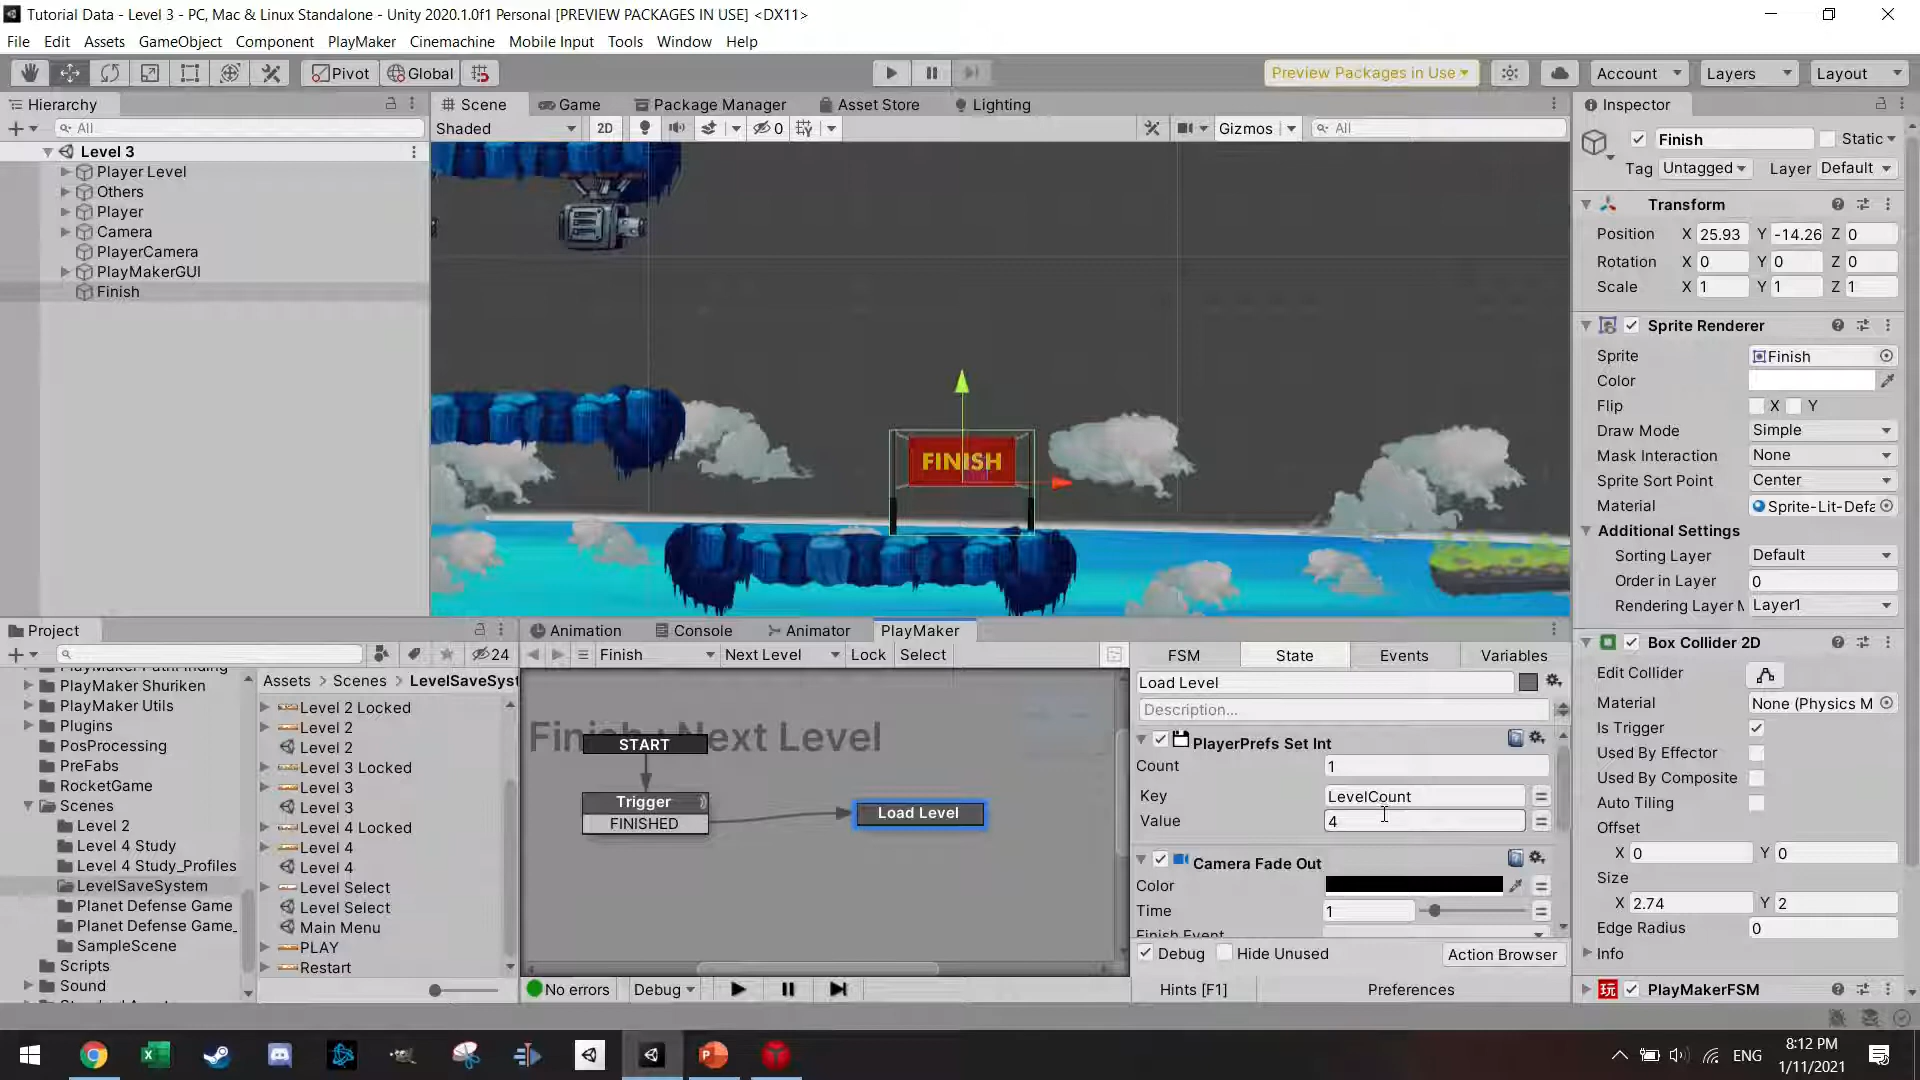 Tutorial Data - Level 3 - PC, Mac & Linux Standalone - Unity 2020.1.0f1 Personal [PREVIEW PACKAGES IN USE] <DX11>
File Edit Assets GameObject Component PlayMaker Cinemachine Mobile Input Tools Window Help
Pivot Global Preview Packages in Use Account Layers Layout
Hierarchy
All
Level 3
Player Level
Others
Player
Camera
PlayerCamera
PlayMakerGUI
Finish
Scene Game Package Manager Asset Store Lighting
Shaded 2D 0 Gizmos All
FINISH
Inspector
Finish Static
Tag Untagged Layer Default
Transform
Position X 25.93 Y -14.26 Z 0
Rotation X 0 Y 0 Z 0
Scale X 1 Y 1 Z 1
Sprite Renderer
Sprite Finish
Color
Flip X Y
Draw Mode Simple
Mask Interaction None
Sprite Sort Point Center
Material Sprite-Lit-Defa
Additional Settings
Sorting Layer Default
Order in Layer 0
Rendering Layer M Layer1
Box Collider 2D
Edit Collider
Material None (Physics M
Is Trigger
Used By Effector
Used By Composite
Auto Tiling
Offset
X 0 Y 0
Size
X 2.74 Y 2
Edge Radius 0
Info
PlayMakerFSM
Project
24
PlayMaker PathFinding
PlayMaker Shuriken
PlayMaker Utils
Plugins
PosProcessing
PreFabs
RocketGame
Scenes
Level 2
Level 4 Study
Level 4 Study_Profiles
LevelSaveSystem
Planet Defense Game
Planet Defense Game_
SampleScene
Scripts
Sound
Assets Scenes LevelSaveSyst
Level 2 Locked
Level 2
Level 2
Level 3 Locked
Level 3
Level 3
Level 4 Locked
Level 4
Level 4
Level Select
Level Select
Main Menu
PLAY
Restart
Animation Console Animator PlayMaker
Finish Next Level Lock Select
Finish : Next Level
START
Trigger
FINISHED
Load Level
No errors Debug
FSM State Events Variables
Load Level
Description...
PlayerPrefs Set Int
Count 1
Key LevelCount
Value 4
Camera Fade Out
Color
Time 1
Finish Event
Debug Hide Unused Action Browser
Hints [F1] Preferences
ENG
8:12 PM
1/11/2021